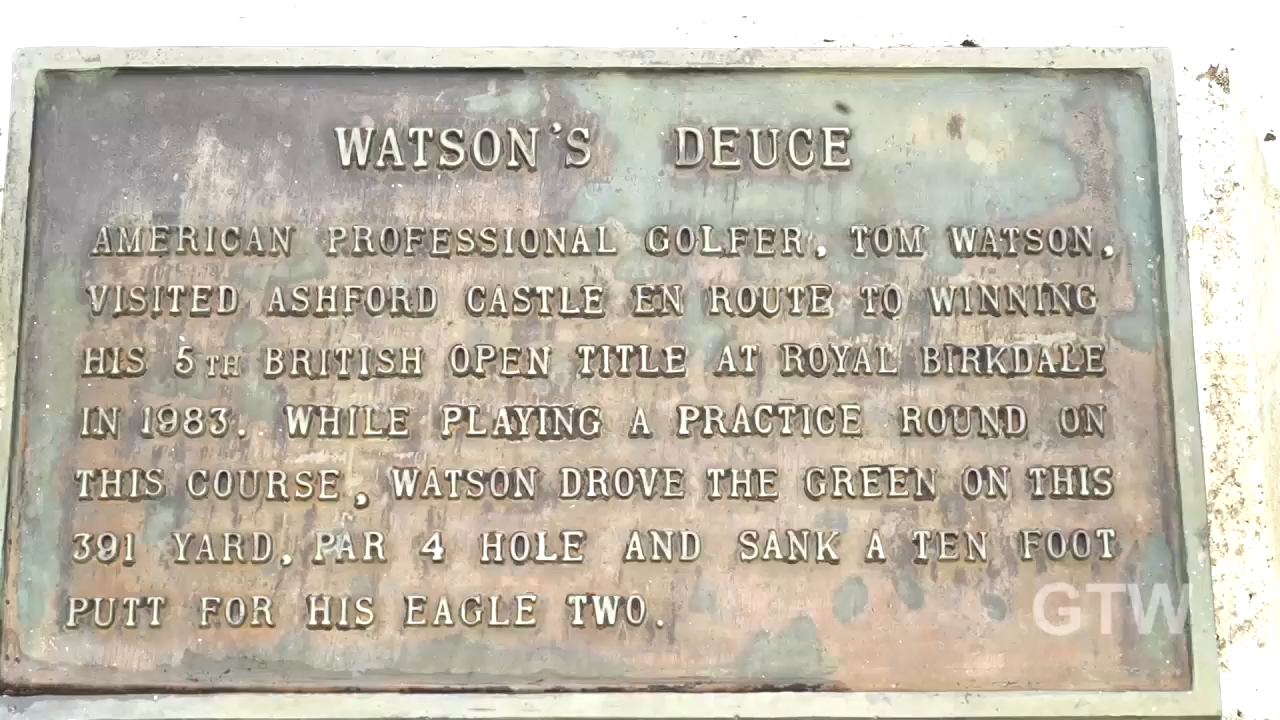 WATSON'S DEUCE
AMERICAN PROFESSIONAL GOLFER, TOM WATSON,
VISITED ASHFORD CASTLE EN ROUTE TO WINNING
HIS 5TH BRITISH OPEN TITLE AT ROYAL BIRKDALE
IN 1983. WHILE PLAYING A PRACTICE ROUND ON
THIS COURSE, WATSON DROVE THE GREEN ON THIS
391 YARD, PAR 4 HOLE AND SANK A TEN FOOT
PUTT FOR HIS EAGLE TWO.
GTW